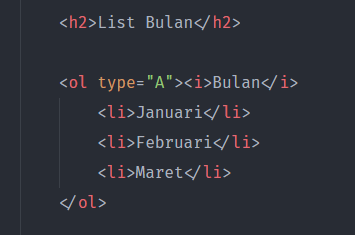 <h2>List Bulan</h2>
<ol type="A"><i>Bulan</i>
<li>Januari</li>
<li>Februari</li>
<li>Maret</li>
</ol>